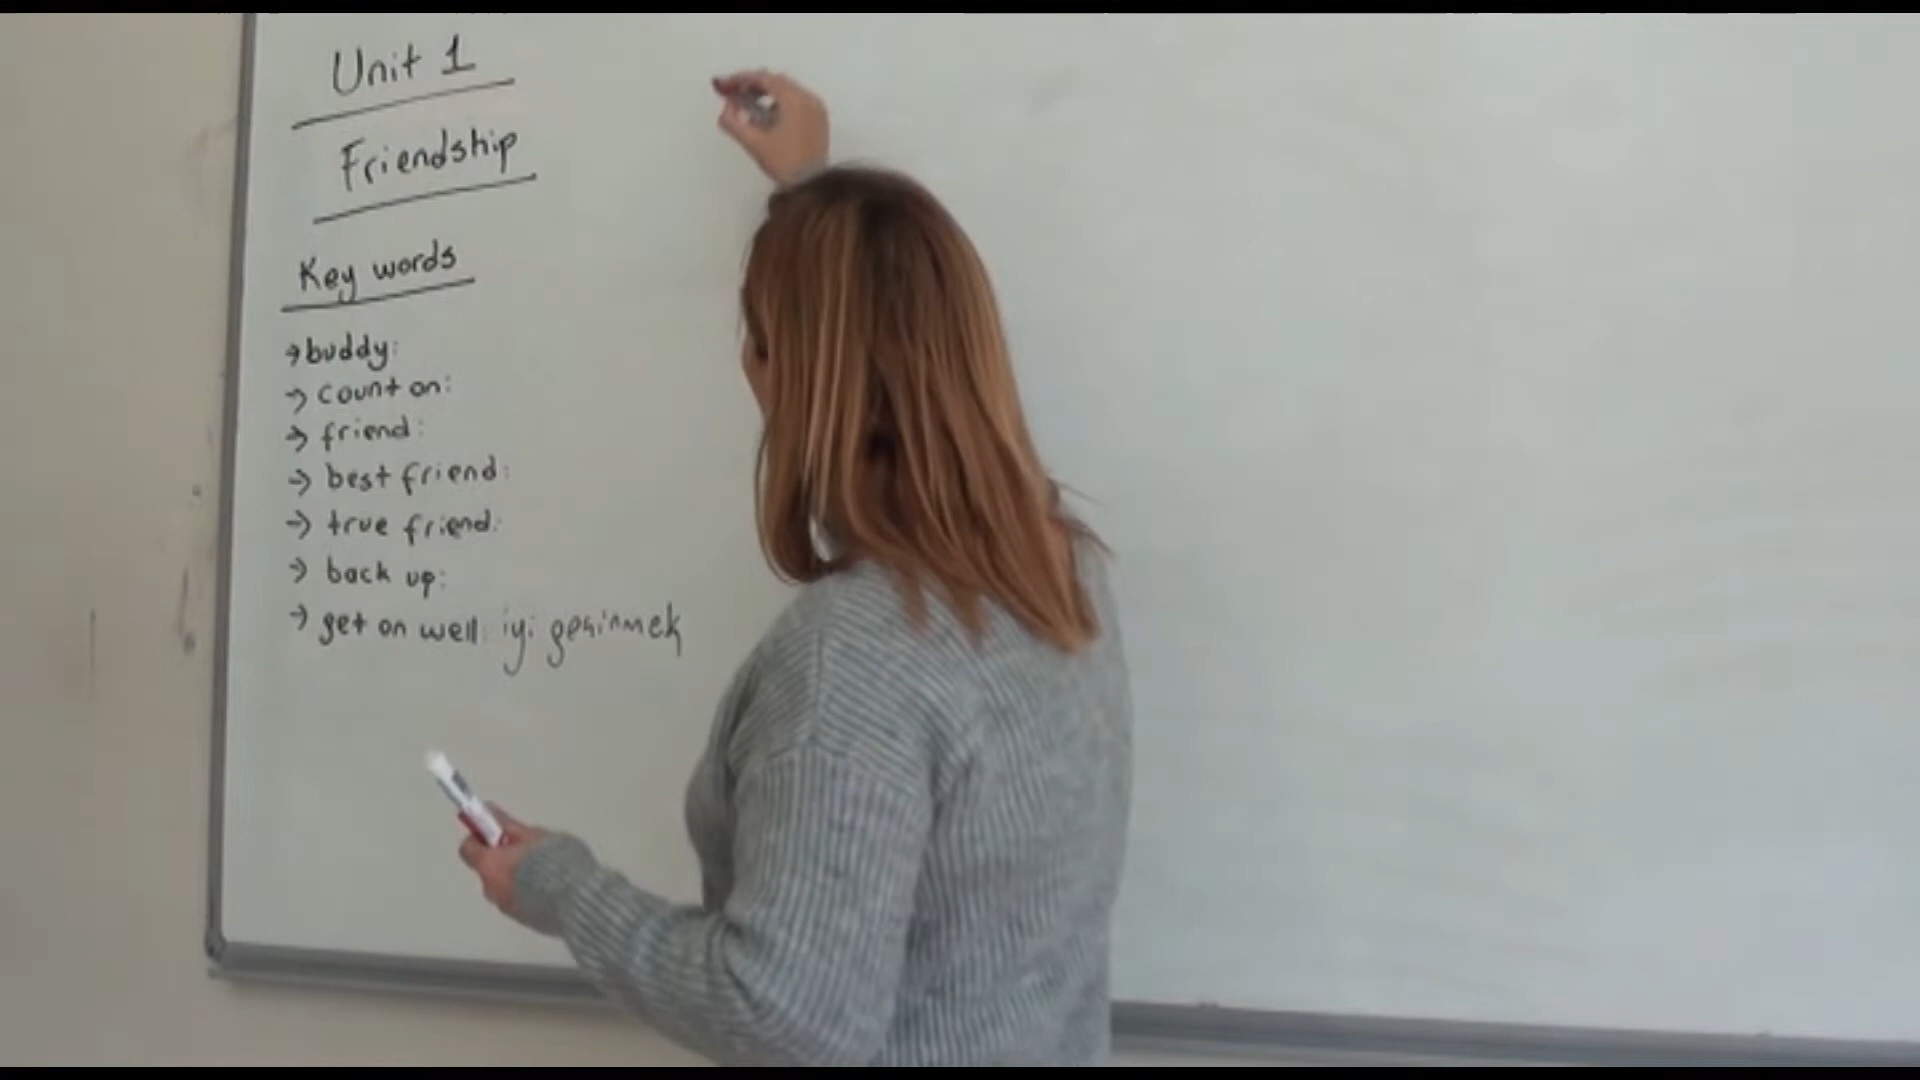 Unit 1
Friendship
Key words
→ buddy:
→ count on:
→ friend:
→ best friend:
→ true friend:
→ back up:
→ get on well: iyi geçinmek